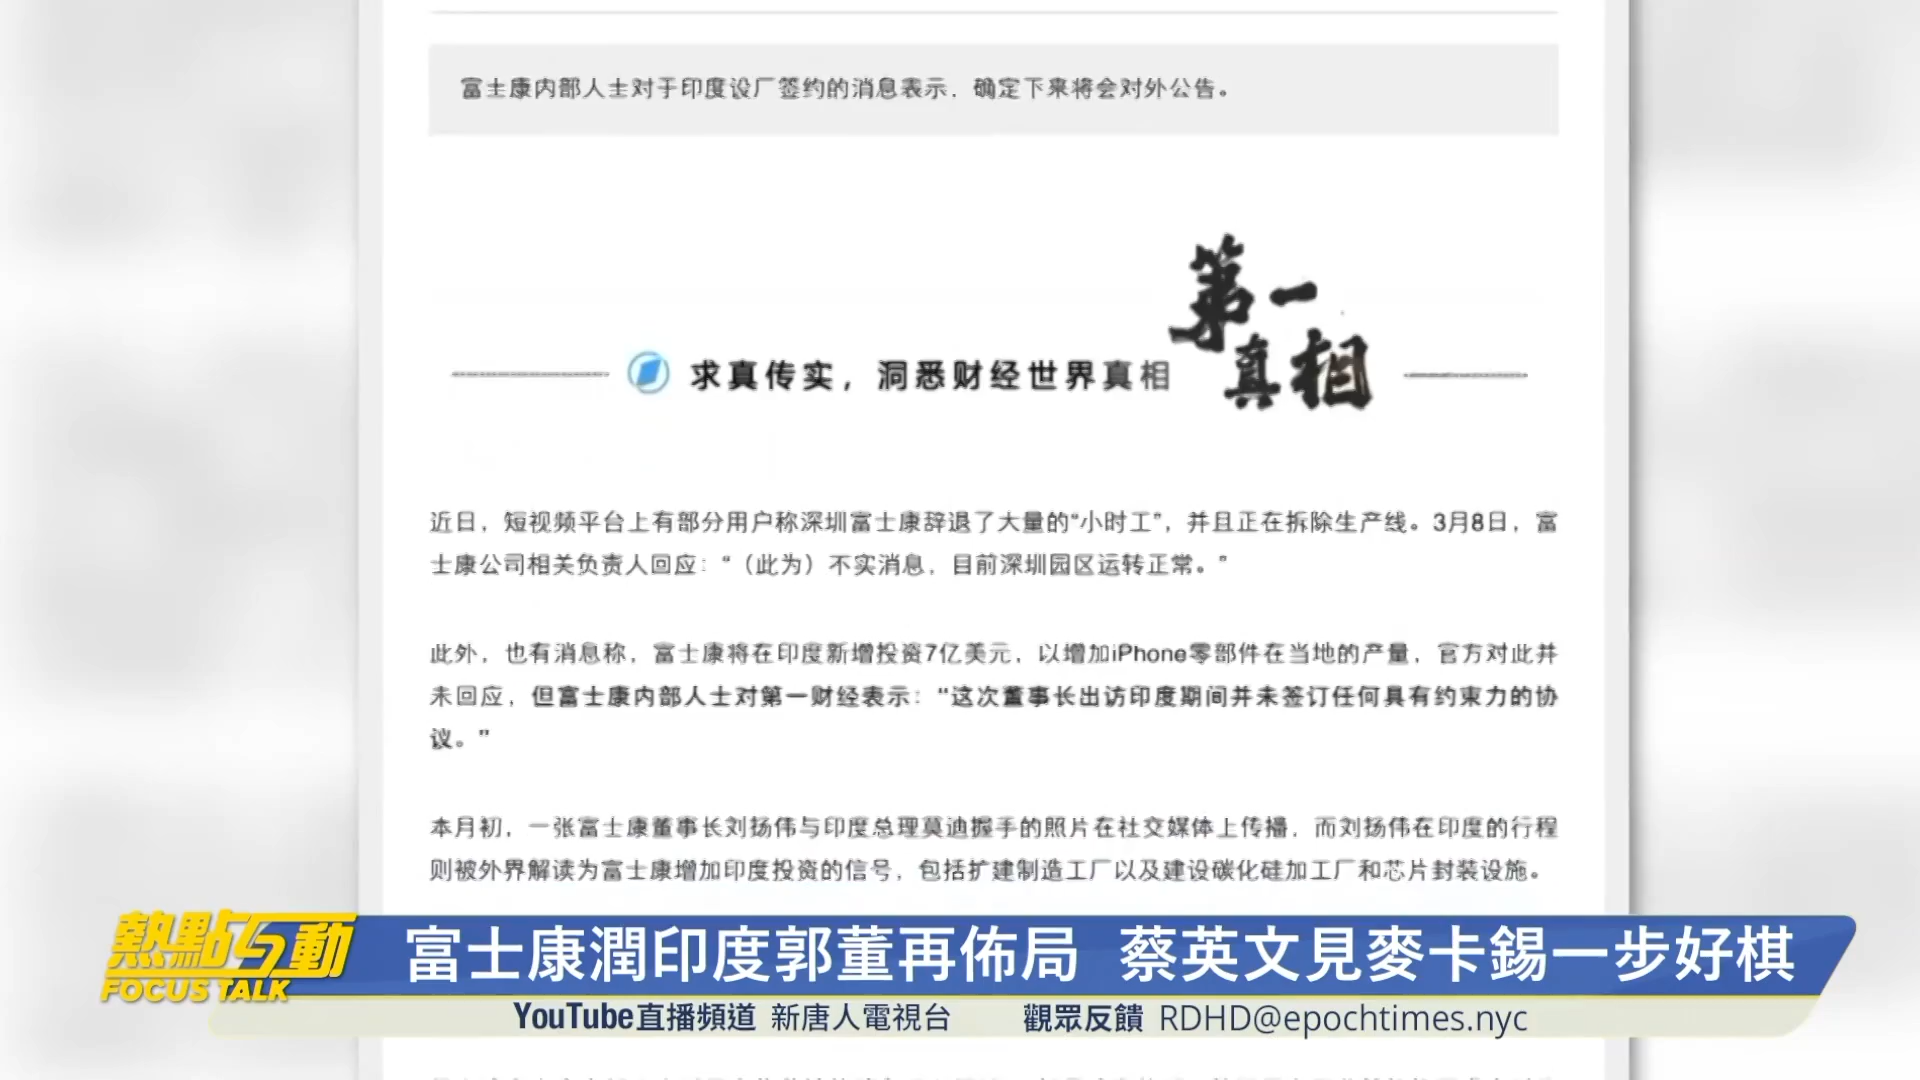 富士康内部人士对于印度设厂签约的消息表示，确定下来将会对外公告。
第一
真相
求真传实，洞悉财经世界真相
近日，短视频平台上有部分用户称深圳富士康辞退了大量的“小时工”，并且正在拆除生产线。3月8日，富
士康公司相关负责人回应：“（此为）不实消息，目前深圳园区运转正常。”
此外，也有消息称，富士康将在印度新增投资7亿美元，以增加iPhone零部件在当地的产量，官方对此并
未回应，但富士康内部人士对第一财经表示：“这次董事长出访印度期间并未签订任何具有约束力的协
议。”
本月初，一张富士康董事长刘扬伟与印度总理莫迪握手的照片在社交媒体上传播，而刘扬伟在印度的行程
则被外界解读为富士康增加印度投资的信号，包括扩建制造工厂以及建设碳化硅加工厂和芯片封装设施。
熱點互動
FOCUS TALK
富士康潤印度郭董再佈局 蔡英文見麥卡錫一步好棋
YouTube直播頻道 新唐人電視台 觀眾反饋 RDHD@epochtimes.nyc